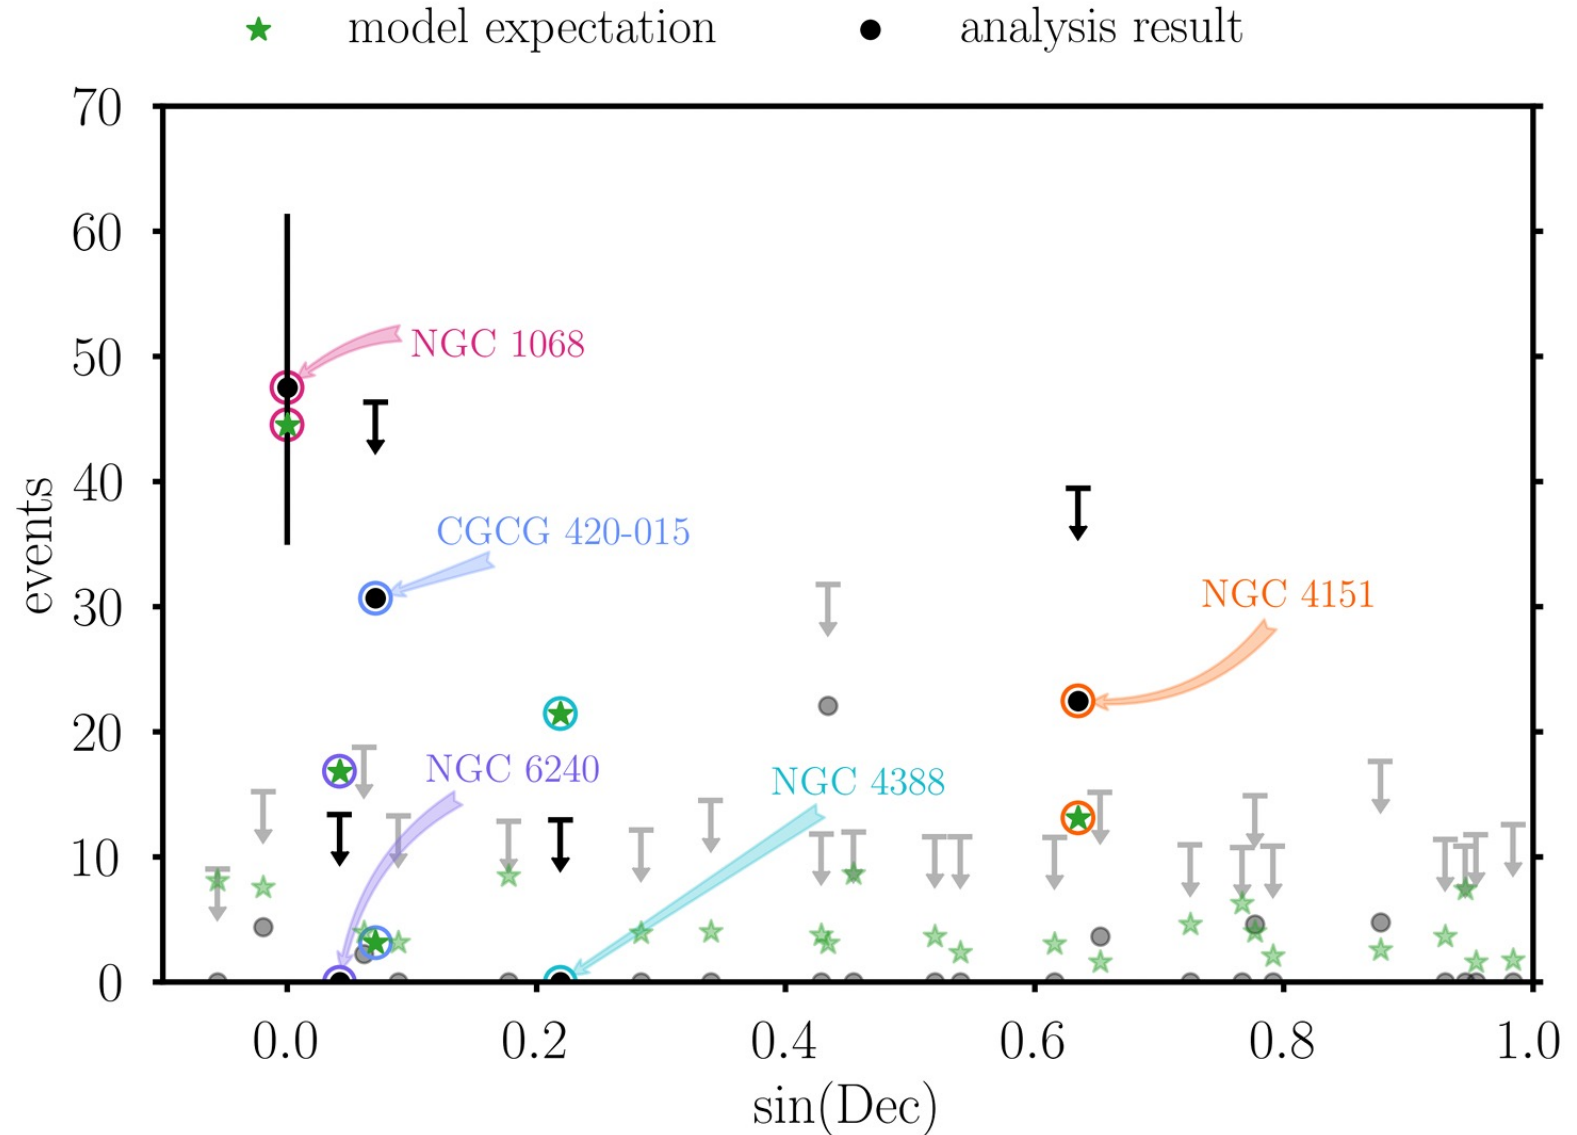 model expectation
analysis result
70
60
50
40
30
20
10
0
events
NGC 1068
CGCG 420-015
NGC 4151
NGC 6240
NGC 4388
0.0
0.2
0.4
0.6
0.8
1.0
sin(Dec)